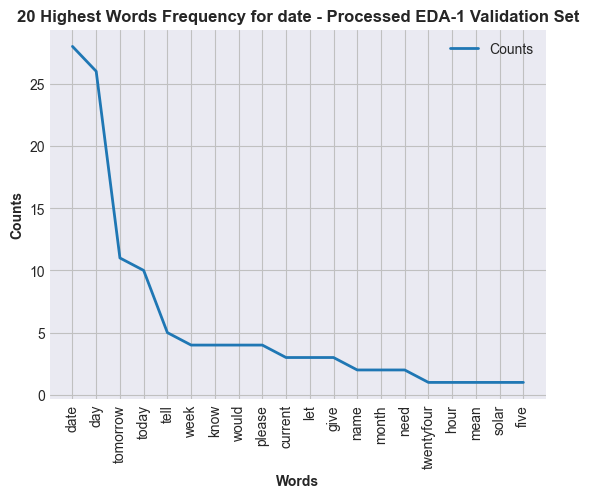 20 Highest Words Frequency for date - Processed EDA-1 Validation Set
Counts
25
20
15
10
5
0
Counts
date
day
tomorrow
today
tell
week
know
would
please
current
let
give
name
month
need
twentyfour
hour
mean
solar
five
Words